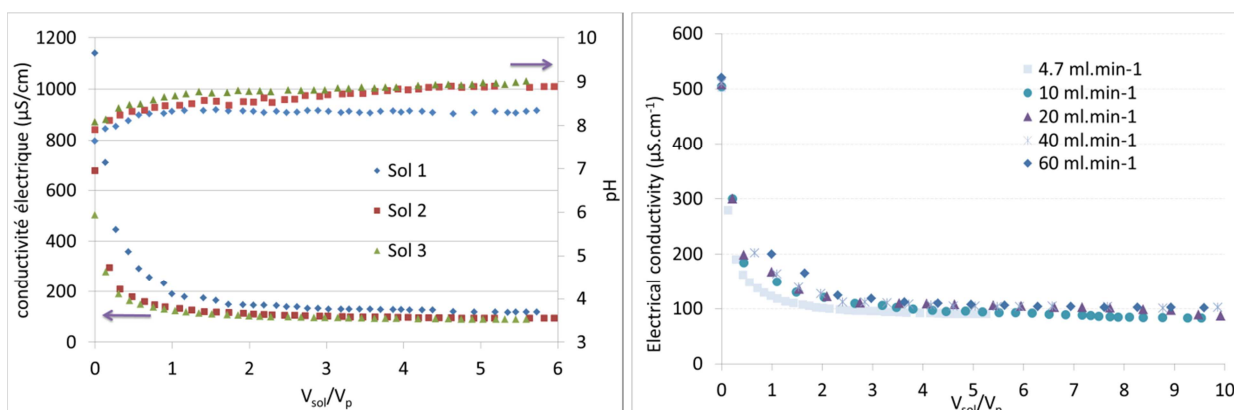 conductivité électrique (µS/cm)
1200
1000
800
600
400
200
0
0 1 2 3 4 5 6
V_sol/V_p
10
9
8
7
6
5
4
3
pH
Sol 1
Sol 2
Sol 3
Electrical conductivity (µS.cm⁻¹)
600
500
400
300
200
100
0
0 1 2 3 4 5 6 7 8 9 10
V_sol/V_p
4.7 ml.min-1
10 ml.min-1
20 ml.min-1
40 ml.min-1
60 ml.min-1